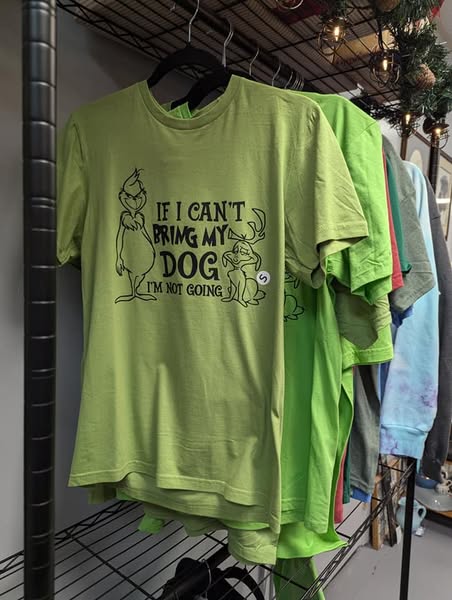 IF I CAN'T
BRING MY
DOG
I'M NOT GOING
S